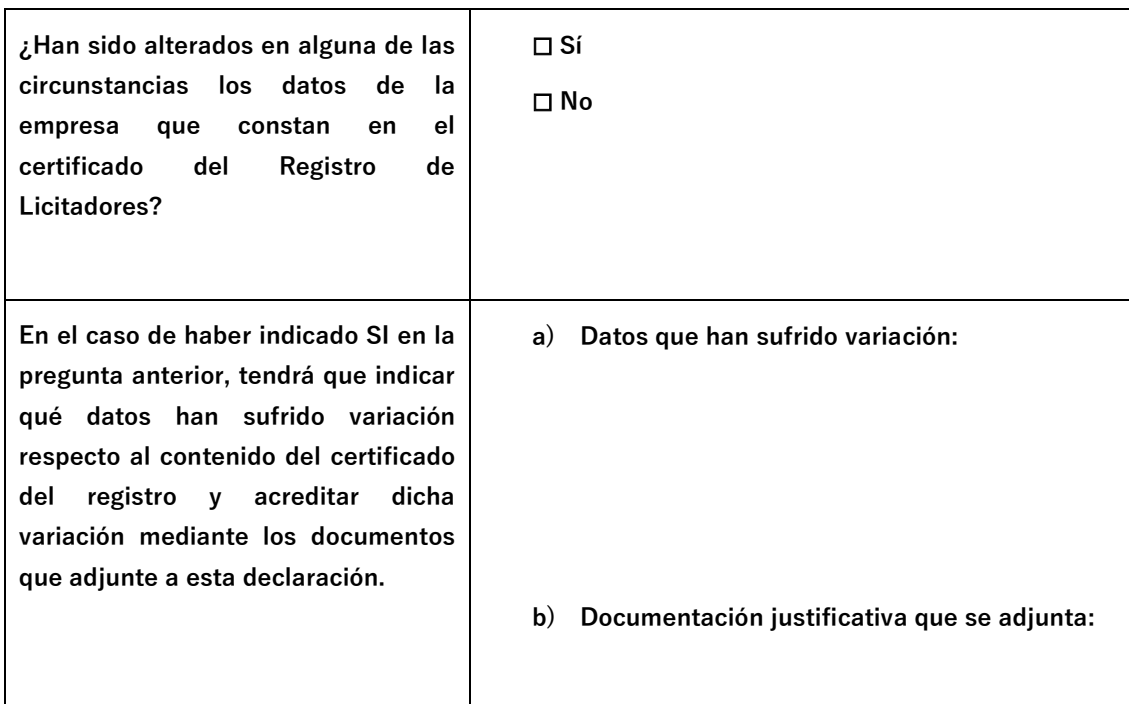 ¿Han sido alterados en alguna de las
circunstancias los datos de la
empresa que constan en el
certificado del Registro de
Licitadores?
☐ Sí
☐ No
En el caso de haber indicado SI en la
pregunta anterior, tendrá que indicar
qué datos han sufrido variación
respecto al contenido del certificado
del registro y acreditar dicha
variación mediante los documentos
que adjunte a esta declaración.
a) Datos que han sufrido variación:
b) Documentación justificativa que se adjunta: